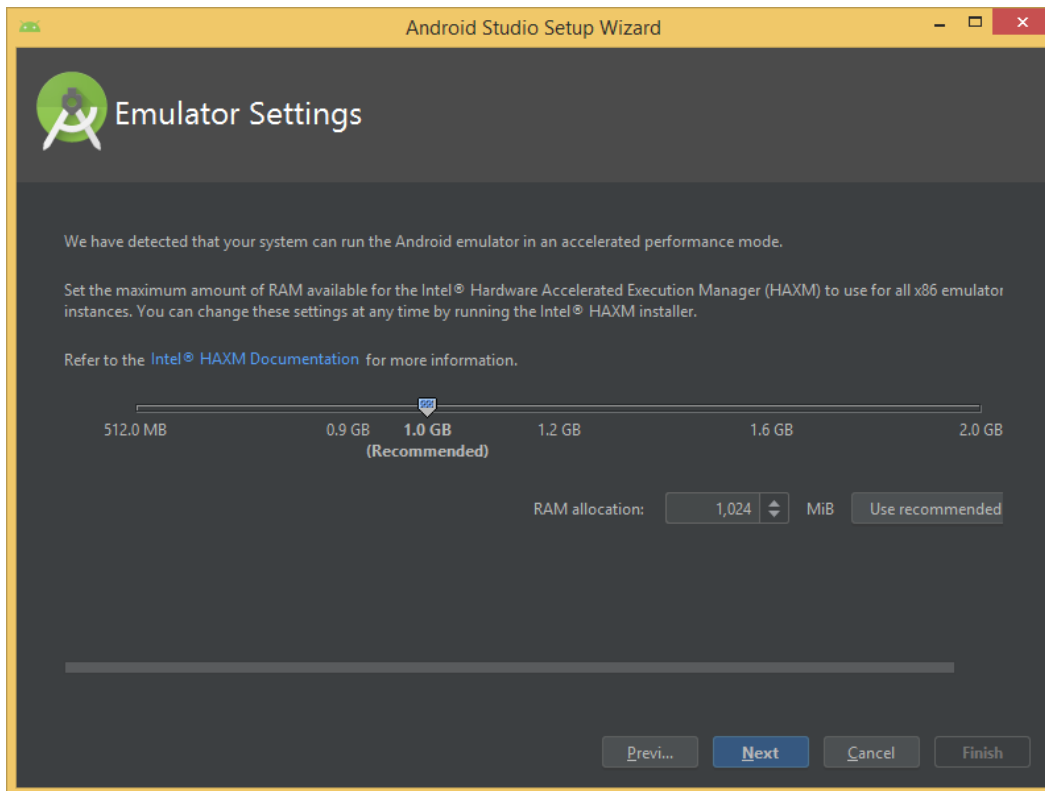 Android Studio Setup Wizard
Emulator Settings
We have detected that your system can run the Android emulator in an accelerated performance mode.
Set the maximum amount of RAM available for the Intel® Hardware Accelerated Execution Manager (HAXM) to use for all x86 emulator
instances. You can change these settings at any time by running the Intel® HAXM installer.
Refer to the Intel® HAXM Documentation for more information.
512.0 MB 0.9 GB 1.0 GB 1.2 GB 1.6 GB 2.0 GB
(Recommended)
RAM allocation: 1,024 MiB Use recommended
Previ... Next Cancel Finish